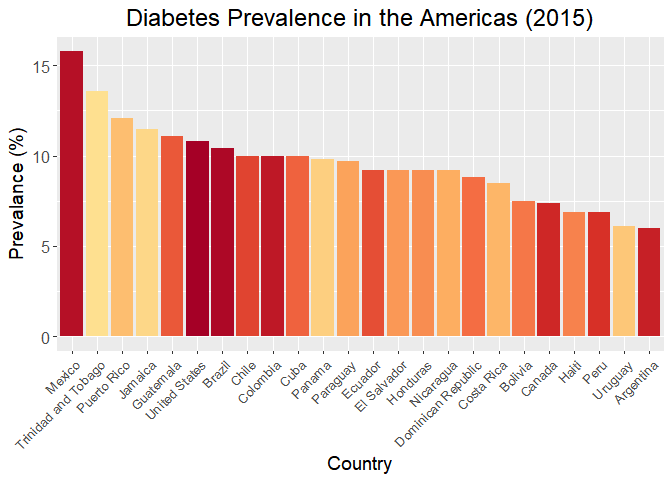 Diabetes Prevalence in the Americas (2015)
Prevalance (%)
15
10
5
0
Mexico
Trinidad and Tobago
Puerto Rico
Jamaica
Guatemala
United States
Brazil
Chile
Colombia
Cuba
Panama
Paraguay
Ecuador
El Salvador
Honduras
Nicaragua
Dominican Republic
Costa Rica
Bolivia
Canada
Haiti
Peru
Uruguay
Argentina
Country